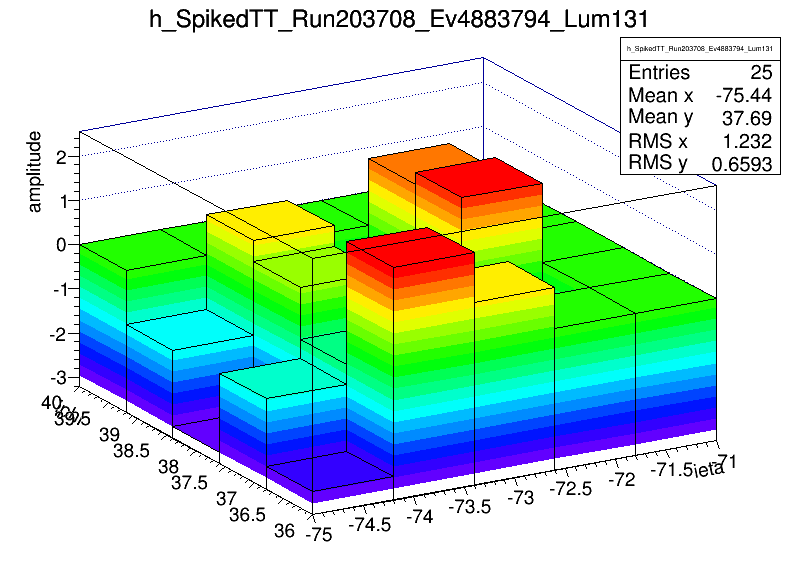 h_SpikedTT_Run203708_Ev4883794_Lum131
h_SpikedTT_Run203708_Ev4883794_Lum131
Entries 25
Mean x -75.44
Mean y 37.69
RMS x 1.232
RMS y 0.6593
amplitude
2
1
0
-1
-2
-3
40
39.5
39
38.5
38
37.5
37
36.5
36
-75
-74.5
-74
-73.5
-73
-72.5
-72
-71.5
ieta
-71